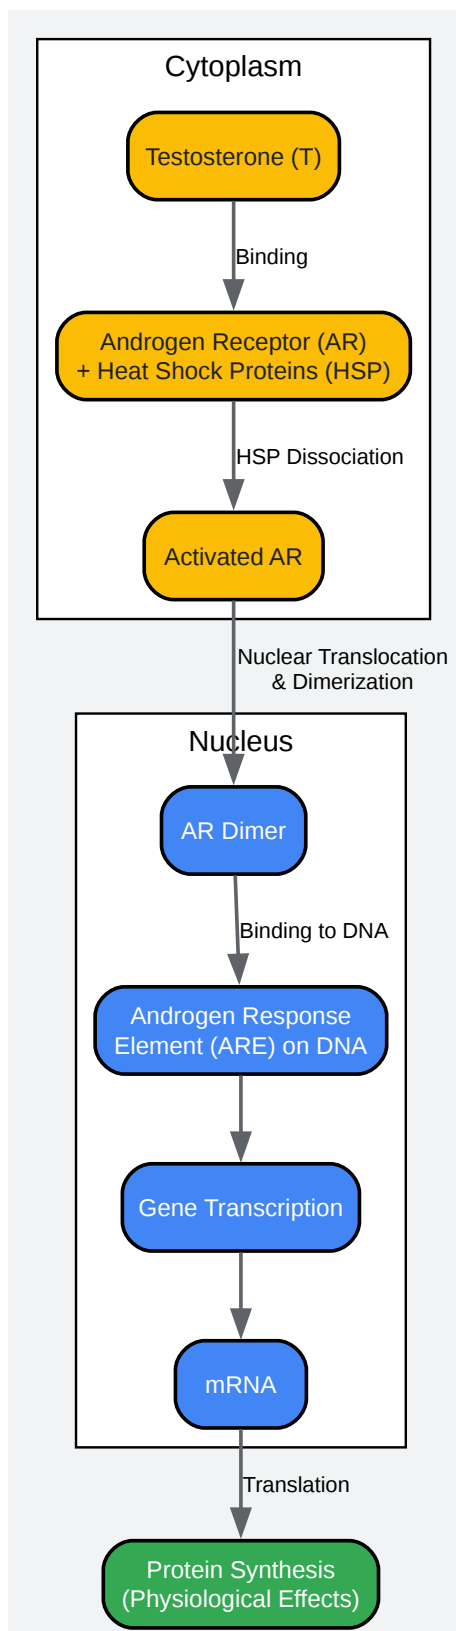 Cytoplasm
Testosterone (T)
Binding
Androgen Receptor (AR)
+ Heat Shock Proteins (HSP)
HSP Dissociation
Activated AR
Nuclear Translocation
& Dimerization
Nucleus
AR Dimer
Binding to DNA
Androgen Response
Element (ARE) on DNA
Gene Transcription
mRNA
Translation
Protein Synthesis
(Physiological Effects)